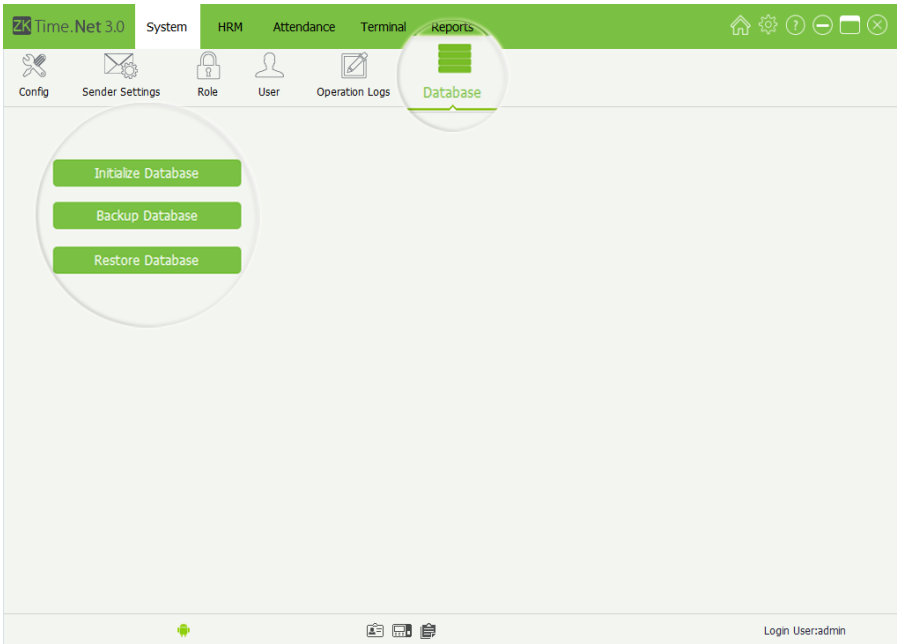 ZK Time.Net 3.0 System HRM Attendance Terminal Reports
Config Sender Settings Role User Operation Logs Database
Initialize Database
Backup Database
Restore Database
Login User:admin